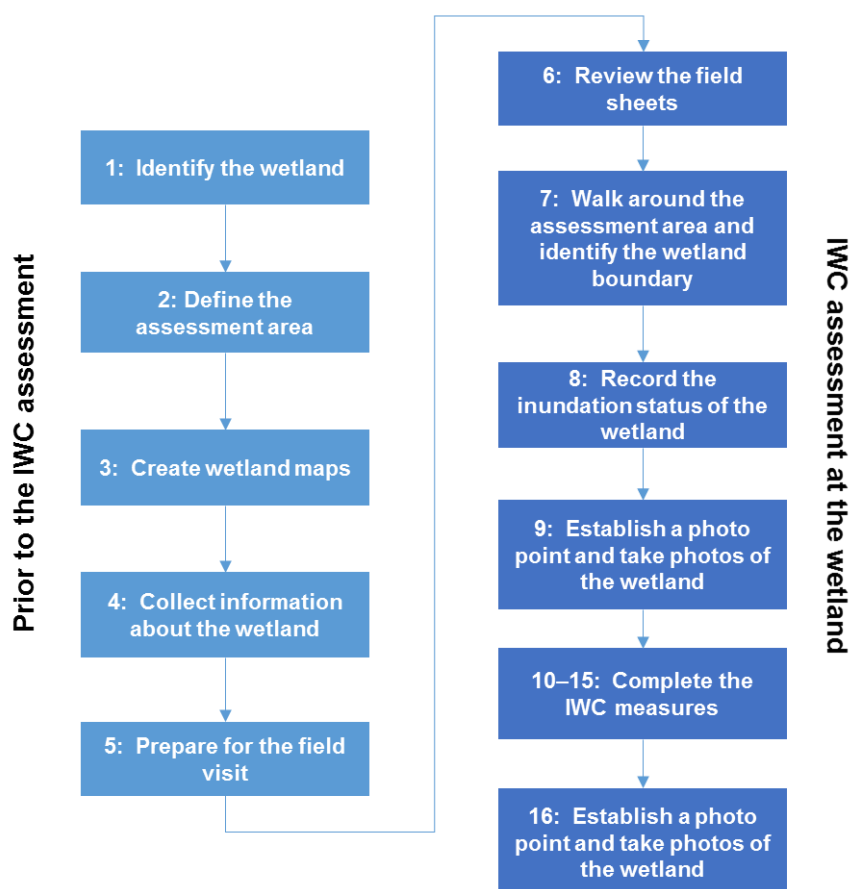 Prior to the IWC assessment
1: Identify the wetland
2: Define the
assessment area
3: Create wetland maps
4: Collect information
about the wetland
5: Prepare for the field
visit
6: Review the field
sheets
7: Walk around the
assessment area and
identify the wetland
boundary
8: Record the
inundation status of the
wetland
9: Establish a photo
point and take photos of
the wetland
10–15: Complete the
IWC measures
16: Establish a photo
point and take photos of
the wetland
IWC assessment at the wetland